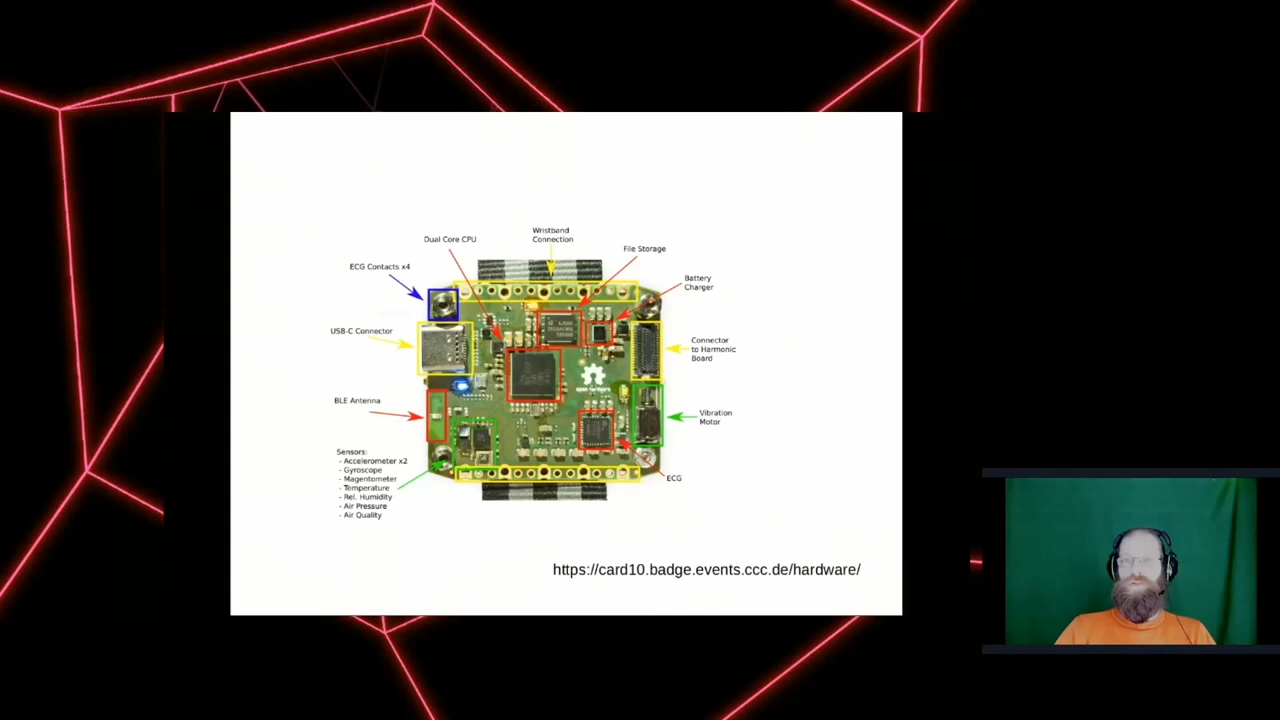 Wristband
Connection
Dual Core CPU
File Storage
ECG Contacts x4
Battery
Charger
USB-C Connector
Connector
to Harmonic
Board
BLE Antenna
Vibration
Motor
Sensors:
- Accelerometer x2
- Gyroscope
- Magentometer
- Temperature
- Rel. Humidity
- Air Pressure
- Air Quality
ECG
open hardware
https://card10.badge.events.ccc.de/hardware/